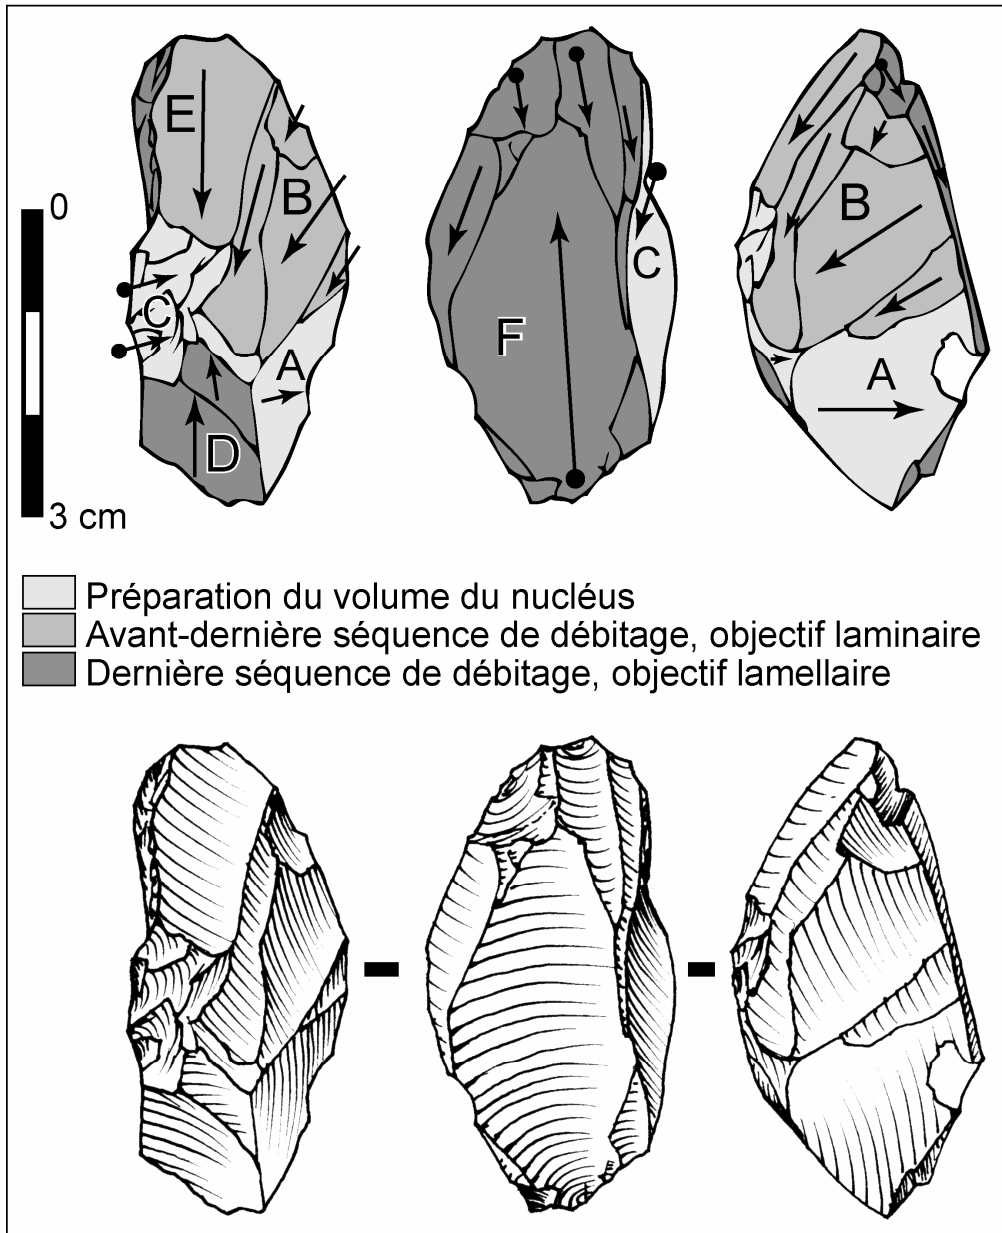 E B C A D
F C
B A
0
3 cm
Préparation du volume du nucléus
Avant-dernière séquence de débitage, objectif laminaire
Dernière séquence de débitage, objectif lamellaire